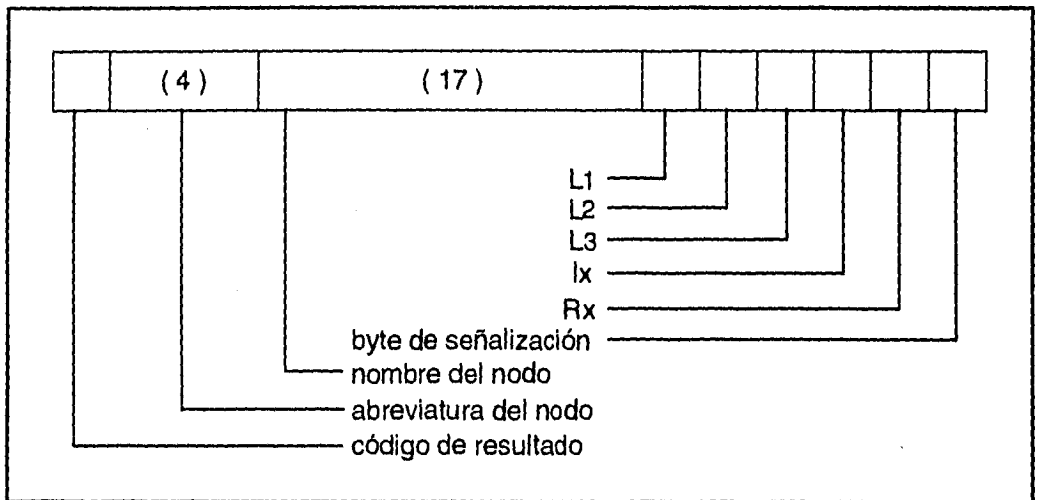 ( 4 ) ( 17 )
L1
L2
L3
Ix
Rx
byte de señalización
nombre del nodo
abreviatura del nodo
código de resultado